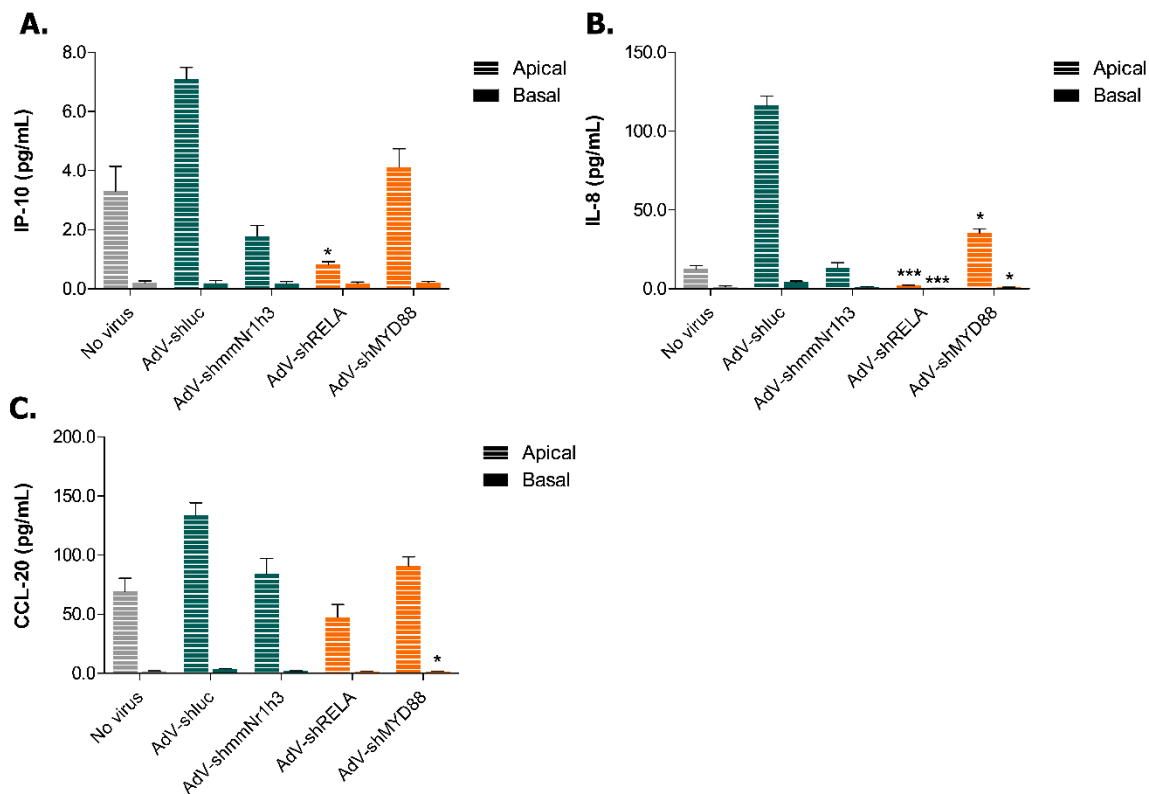 A.
8.0
6.0
4.0
2.0
0.0
IP-10 (pg/mL)
*
Apical
Basal
No virus
AdV-shluc
AdV-shmmNr1h3
AdV-shRELA
AdV-shMYD88
B.
150.0
100.0
50.0
0.0
IL-8 (pg/mL)
***
***
*
*
Apical
Basal
No virus
AdV-shluc
AdV-shmmNr1h3
AdV-shRELA
AdV-shMYD88
C.
200.0
150.0
100.0
50.0
0.0
CCL-20 (pg/mL)
*
Apical
Basal
No virus
AdV-shluc
AdV-shmmNr1h3
AdV-shRELA
AdV-shMYD88